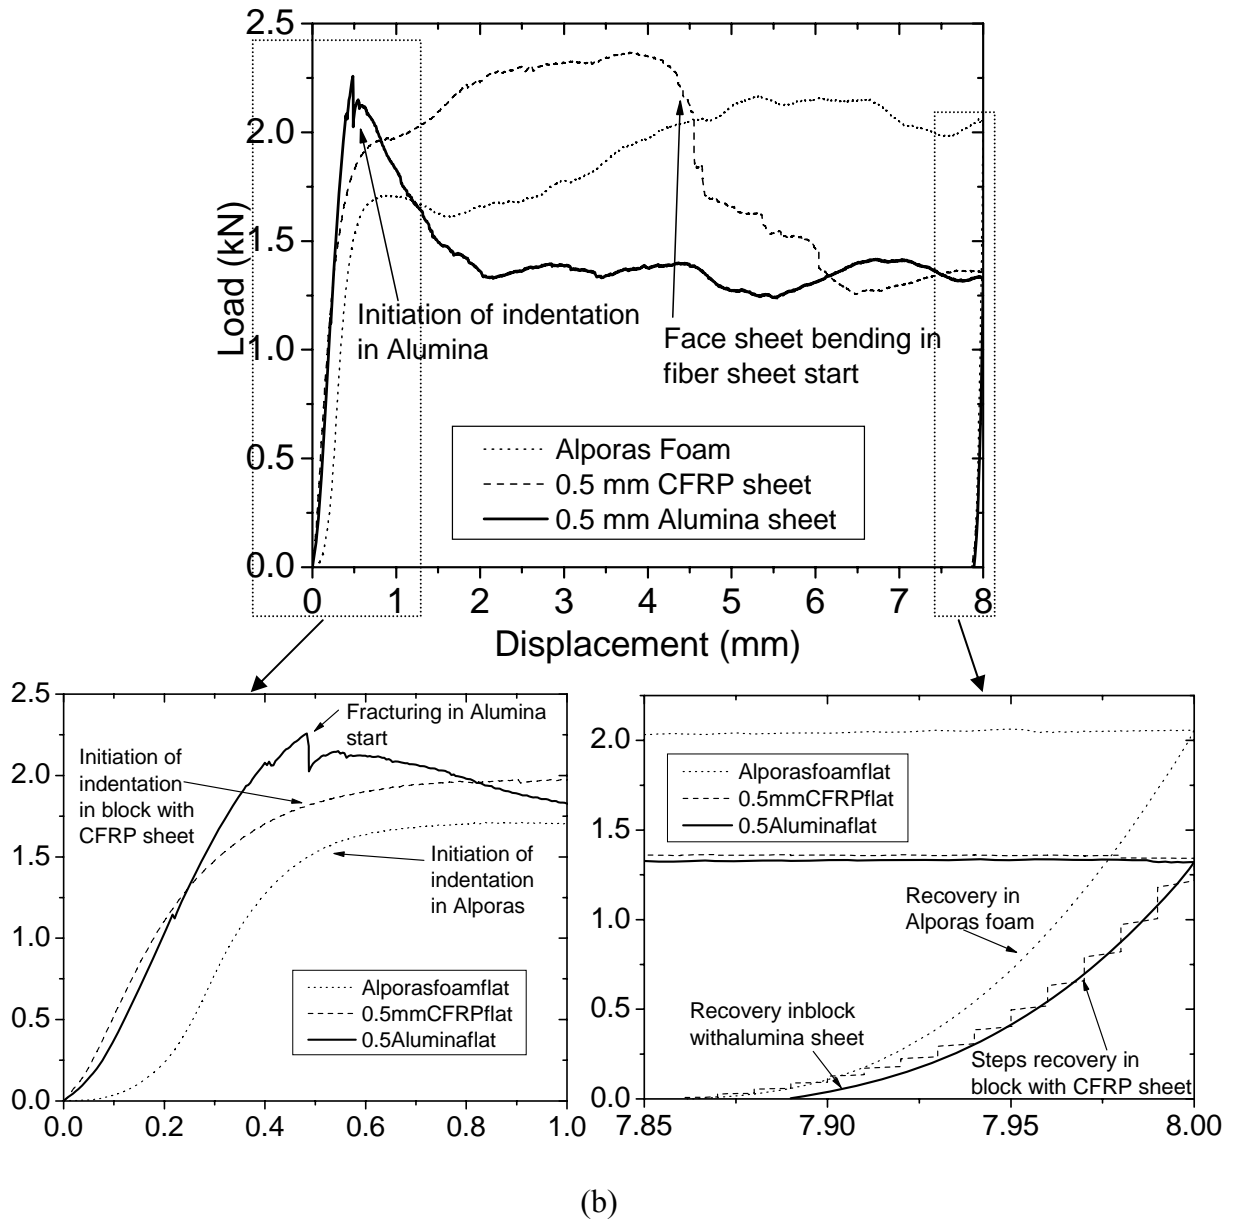 2.5
2.0
1.5
1.0
0.5
0.0
Load (kN)
Initiation of indentation
in Alumina
Face sheet bending in
fiber sheet start
Alporas Foam
0.5 mm CFRP sheet
0.5 mm Alumina sheet
0 1 2 3 4 5 6 7 8
Displacement (mm)
2.5
2.0
1.5
1.0
0.5
0.0
Fracturing in Alumina
start
Initiation of
indentation
in block with
CFRP sheet
Initiation of
indentation
in Alporas
Alporasfoamflat
0.5mmCFRPflat
0.5Aluminaflat
0.0 0.2 0.4 0.6 0.8 1.0
2.0
1.5
1.0
0.5
0.0
Alporasfoamflat
0.5mmCFRPflat
0.5Aluminaflat
Recovery in
Alporas foam
Recovery inblock
withalumina sheet
Steps recovery in
block with CFRP sheet
7.85 7.90 7.95 8.00
(b)